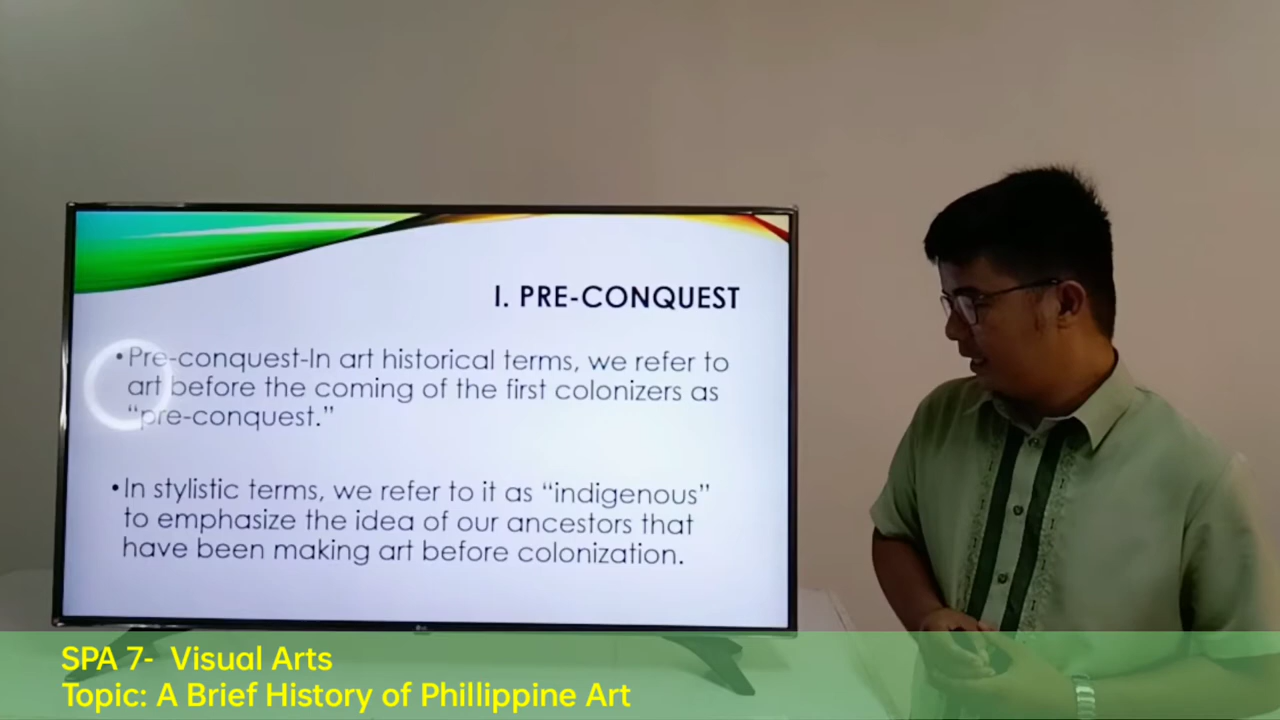 I. PRE-CONQUEST
•Pre-conquest-In art historical terms, we refer to
art before the coming of the first colonizers as
“pre-conquest.”
•In stylistic terms, we refer to it as “indigenous”
to emphasize the idea of our ancestors that
have been making art before colonization.
LG
SPA 7- Visual Arts
Topic: A Brief History of Phillippine Art